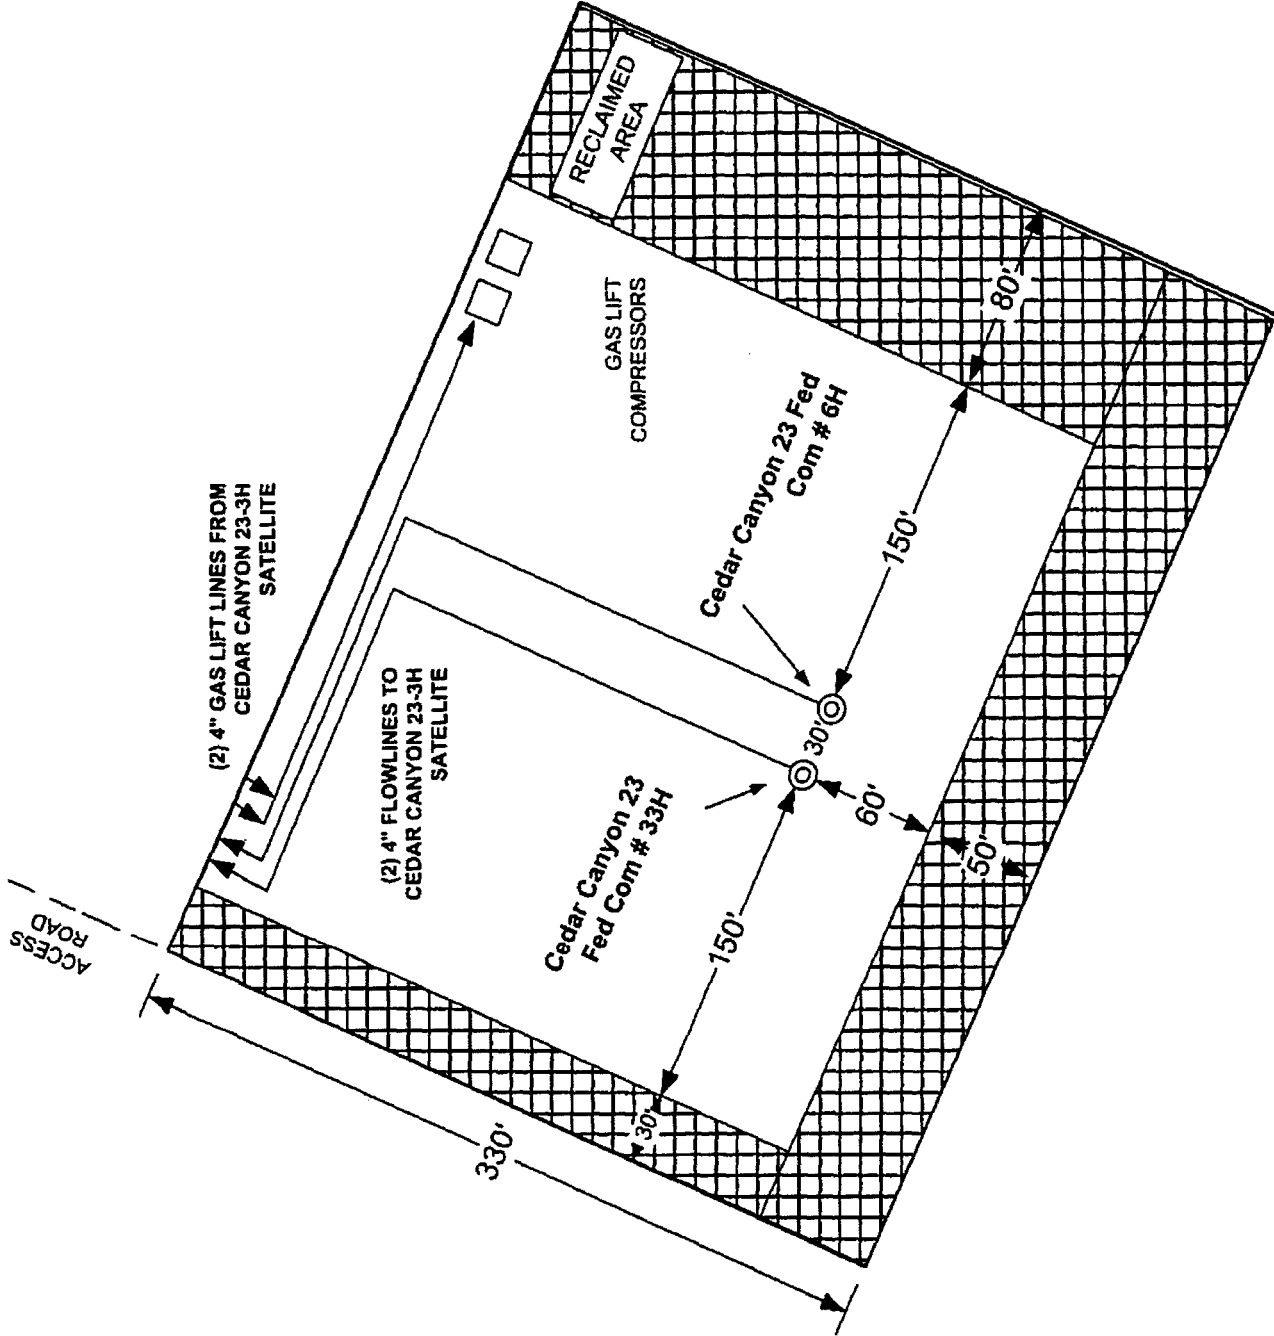 RECLAIMED
AREA
GAS LIFT
COMPRESSORS
(2) 4" GAS LIFT LINES FROM
CEDAR CANYON 23-3H
SATELLITE
(2) 4" FLOWLINES TO
CEDAR CANYON 23-3H
SATELLITE
ACCESS
ROAD
Cedar Canyon 23 Fed
Com # 6H
Cedar Canyon 23
Fed Com # 33H
80'
150'
30'
60'
50'
150'
30'
330'